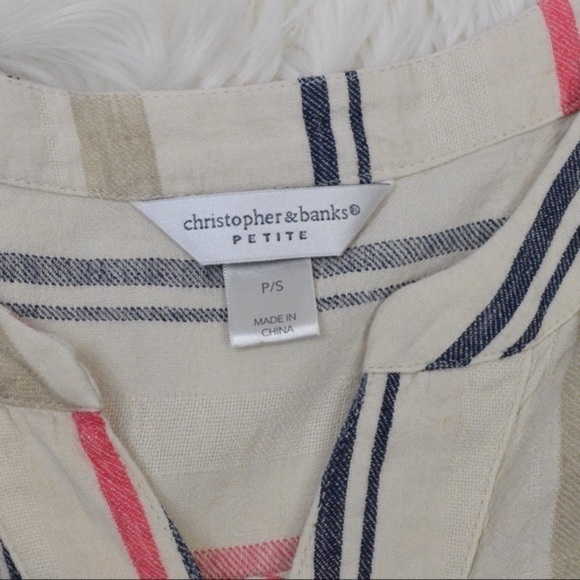 christopher & banks®
PETITE
P/S
MADE IN
CHINA